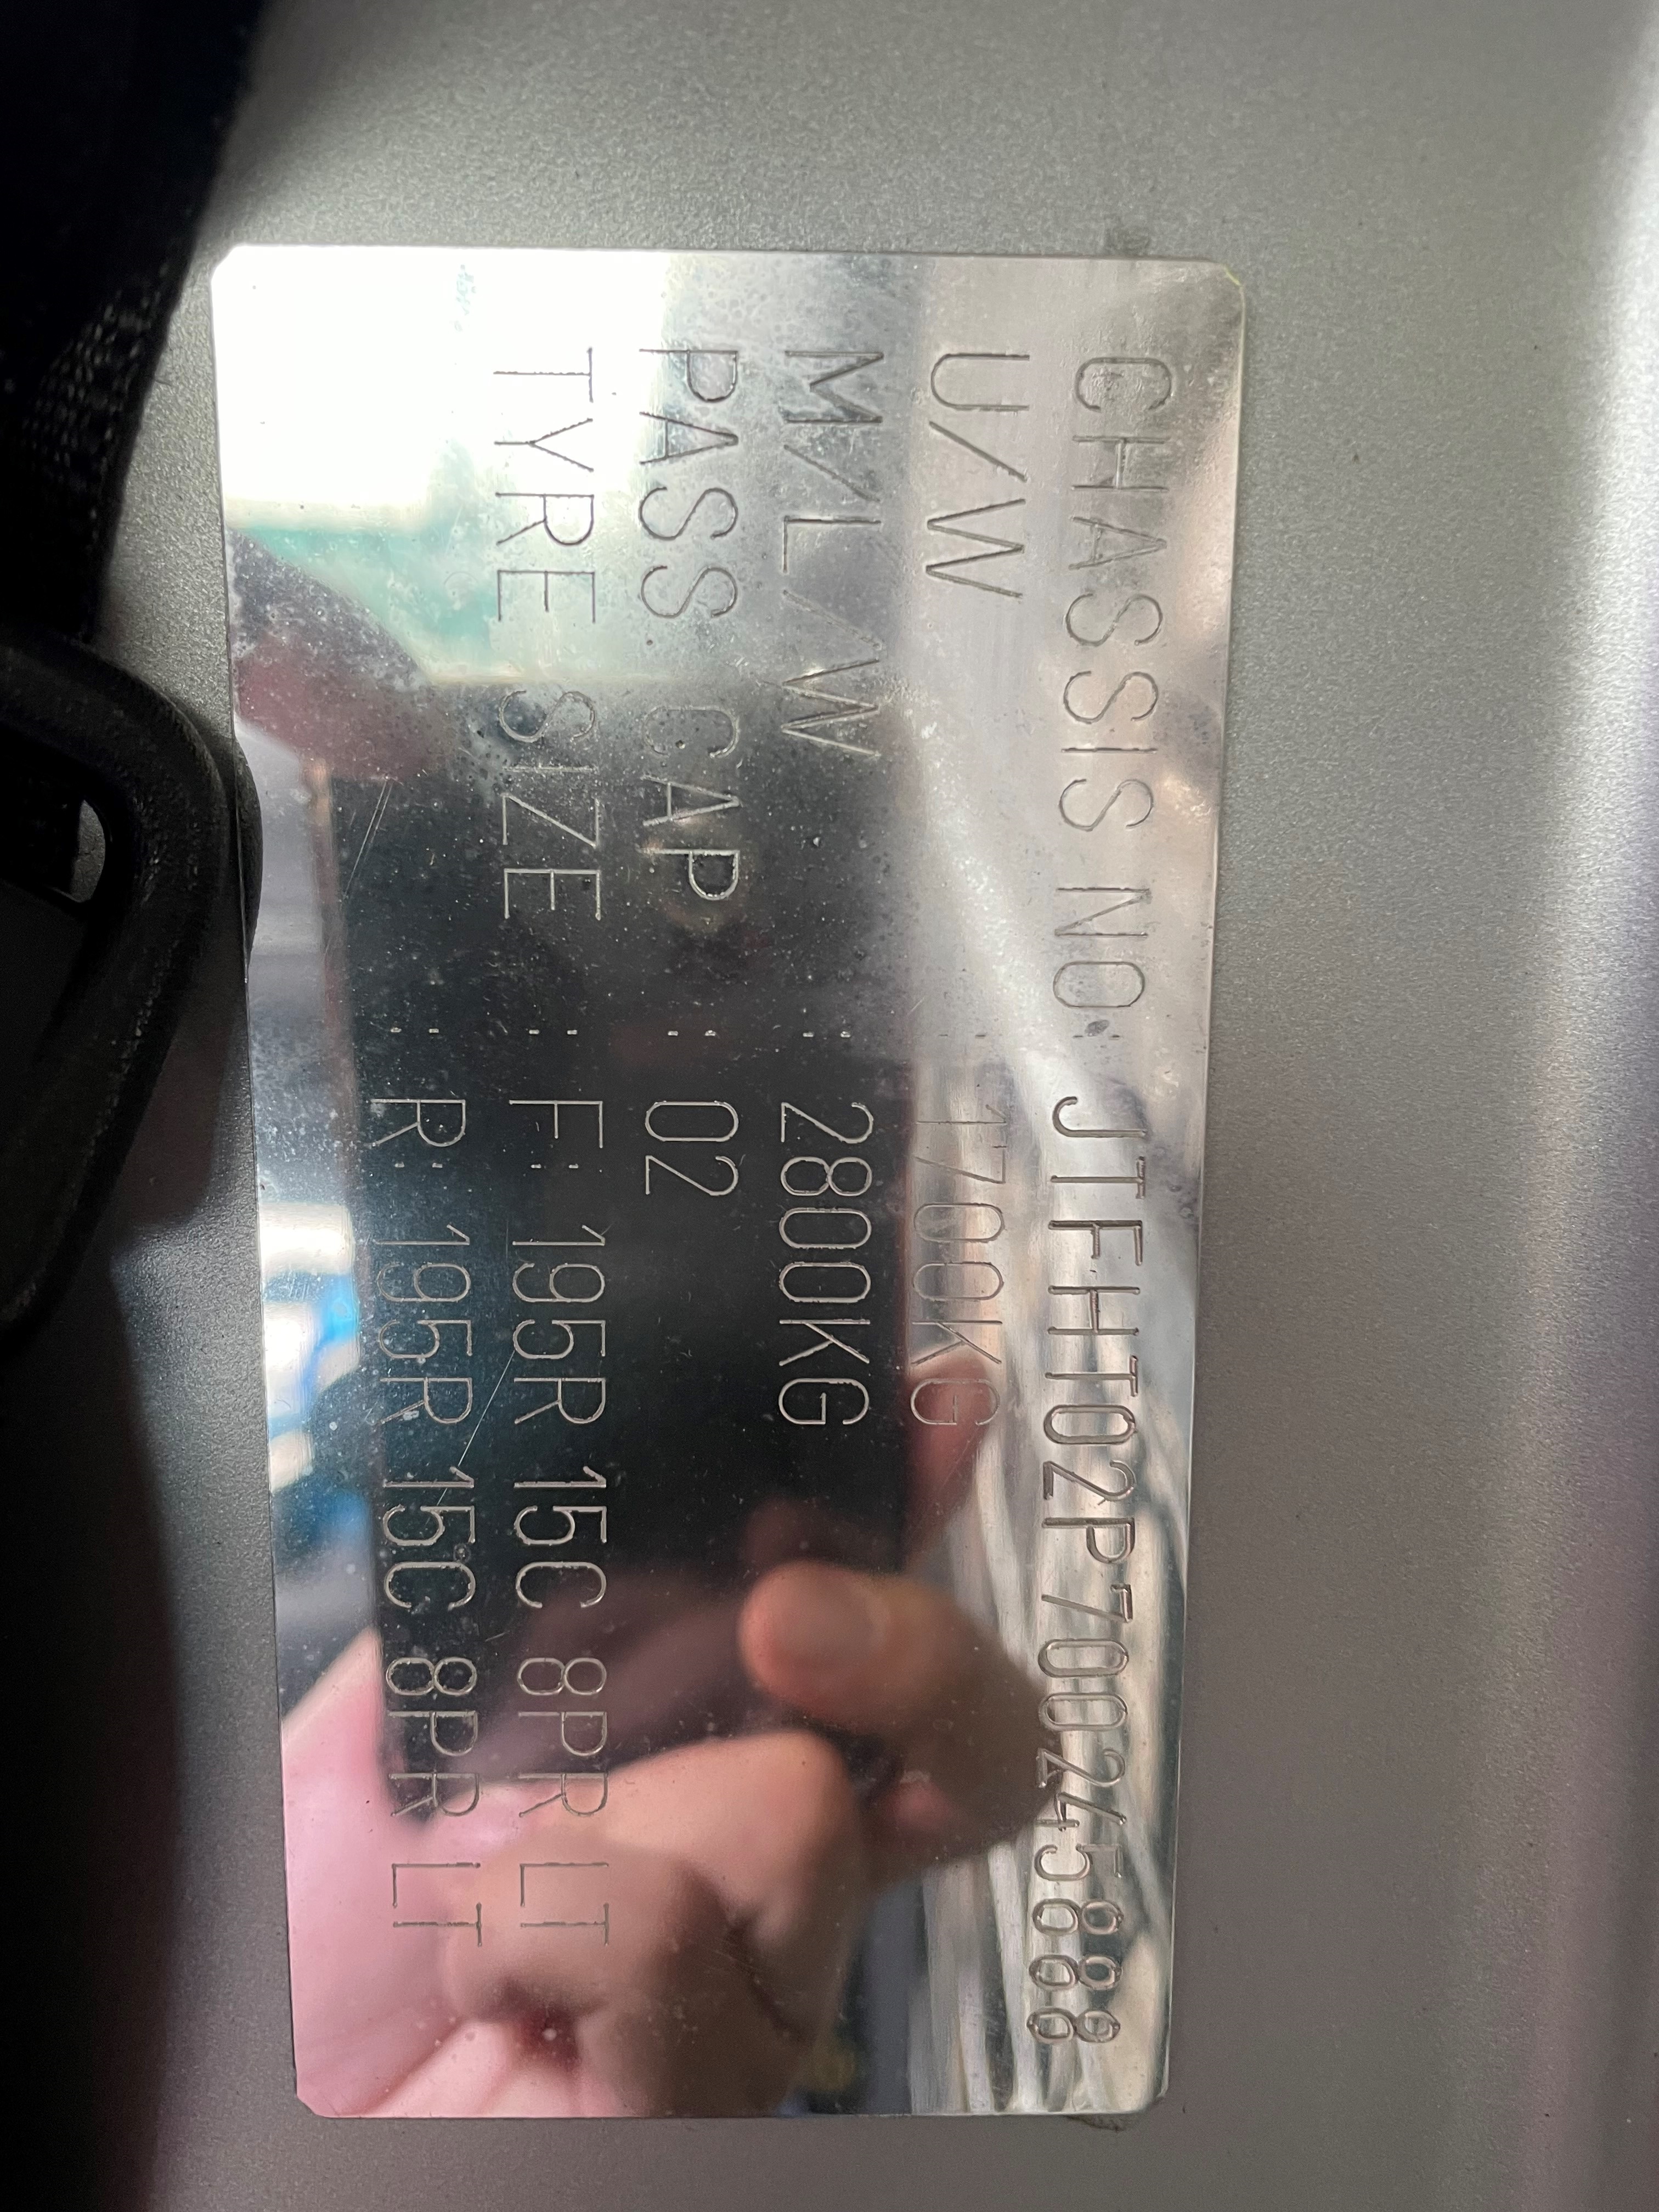 CHASSIS NO: JTFHT02P700245888
U/W : 1700KG
M/L/W : 2800KG
PASS. CAP : 02
TYRE SIZE : F: 195R 15C 8PR LT
: R: 195R 15C 8PR LT